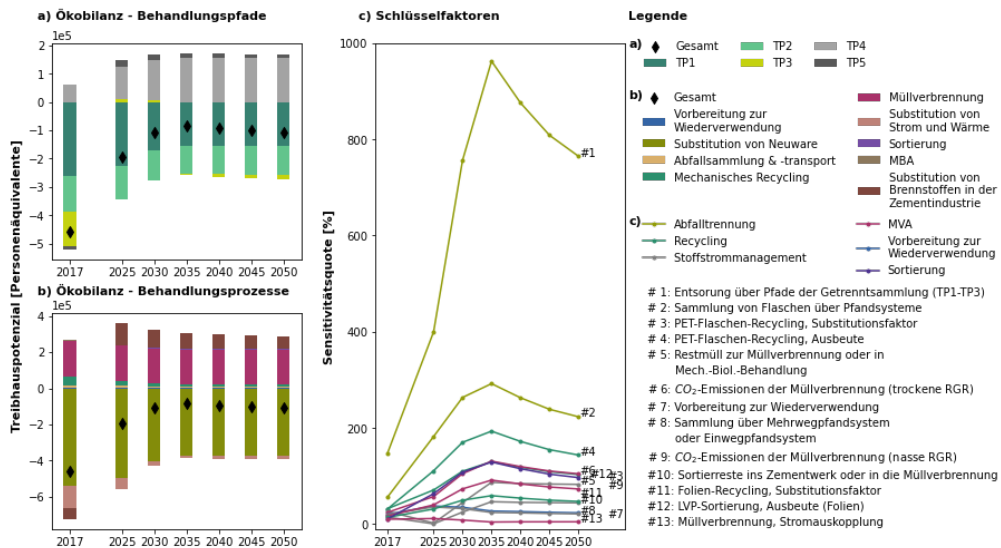 a) Ökobilanz - Behandlungspfade
1e5
2
1
0
−1
−2
−3
−4
−5
2017 2025 2030 2035 2040 2045 2050
b) Ökobilanz - Behandlungsprozesse
1e5
4
2
0
−2
−4
−6
2017 2025 2030 2035 2040 2045 2050
Treibhauspotenzial [Personenäquivalente]
c) Schlüsselfaktoren
Sensitivitätsquote [%]
1000
800
600
400
200
0
2017 2025 2030 2035 2040 2045 2050
#1
#2
#4
#6
#12
#3
#5
#9
#11
#10
#8
#7
#13
Legende
a)
Gesamt TP2 TP4
TP1 TP3 TP5
b)
Gesamt
Vorbereitung zur
Wiederverwendung
Substitution von Neuware
Abfallsammlung & -transport
Mechanisches Recycling
Müllverbrennung
Substitution von
Strom und Wärme
Sortierung
MBA
Substitution von
Brennstoffen in der
Zementindustrie
c)
Abfalltrennung
Recycling
Stoffstrommanagement
MVA
Vorbereitung zur
Wiederverwendung
Sortierung
# 1: Entsorung über Pfade der Getrenntsammlung (TP1-TP3)
# 2: Sammlung von Flaschen über Pfandsysteme
# 3: PET-Flaschen-Recycling, Substitutionsfaktor
# 4: PET-Flaschen-Recycling, Ausbeute
# 5: Restmüll zur Müllverbrennung oder in
Mech.-Biol.-Behandlung
# 6: CO₂-Emissionen der Müllverbrennung (trockene RGR)
# 7: Vorbereitung zur Wiederverwendung
# 8: Sammlung über Mehrwegpfandsystem
oder Einwegpfandsystem
# 9: CO₂-Emissionen der Müllverbrennung (nasse RGR)
#10: Sortierreste ins Zementwerk oder in die Müllverbrennung
#11: Folien-Recycling, Substitutionsfaktor
#12: LVP-Sortierung, Ausbeute (Folien)
#13: Müllverbrennung, Stromauskopplung